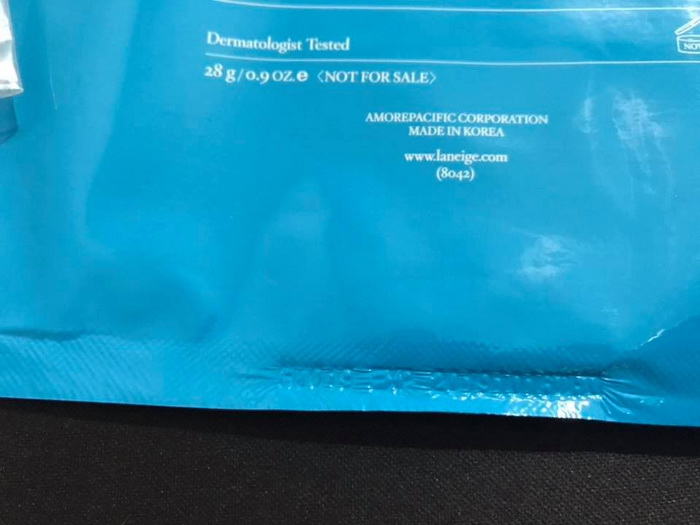 Dermatologist Tested
28 g/0.9 OZ.e 〈NOT FOR SALE〉
AMOREPACIFIC CORPORATION
MADE IN KOREA
www.laneige.com
(8042)